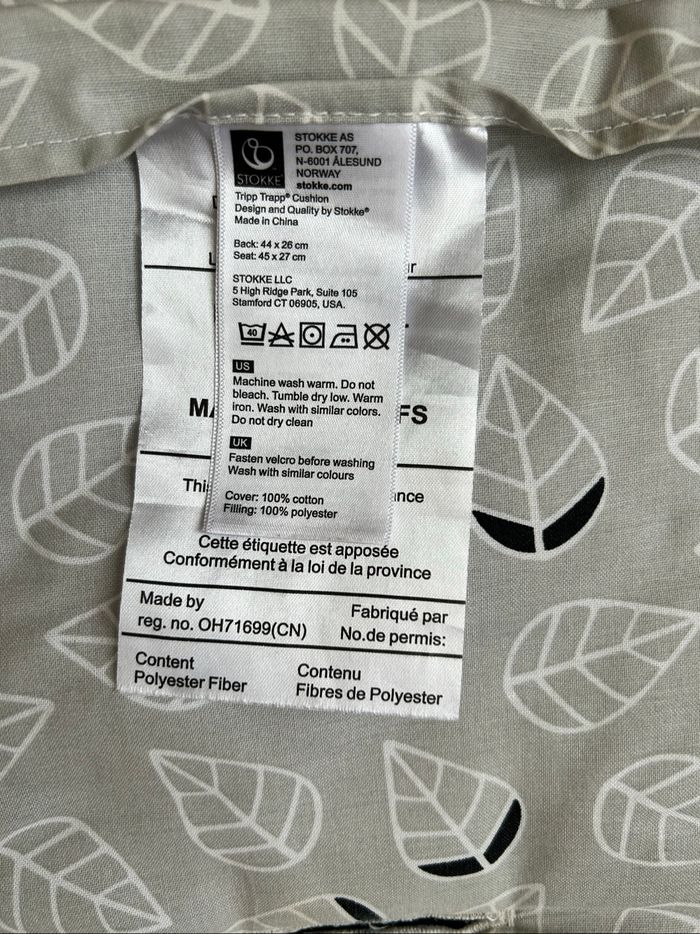 STOKKE
STOKKE AS
PO. BOX 707,
N-6001 ÅLESUND
NORWAY
stokke.com
Tripp Trapp® Cushion
Design and Quality by Stokke®
Made in China
Back: 44 x 26 cm
Seat: 45 x 27 cm
STOKKE LLC
5 High Ridge Park, Suite 105
Stamford CT 06905, USA.
40
US
Machine wash warm. Do not
bleach. Tumble dry low. Warm
iron. Wash with similar colors.
Do not dry clean
UK
Fasten velcro before washing
Wash with similar colours
Cover: 100% cotton
Filling: 100% polyester
Cette étiquette est apposée
Conformément à la loi de la province
Made by
reg. no. OH71699(CN)
Fabriqué par
No.de permis:
Content
Polyester Fiber
Contenu
Fibres de Polyester